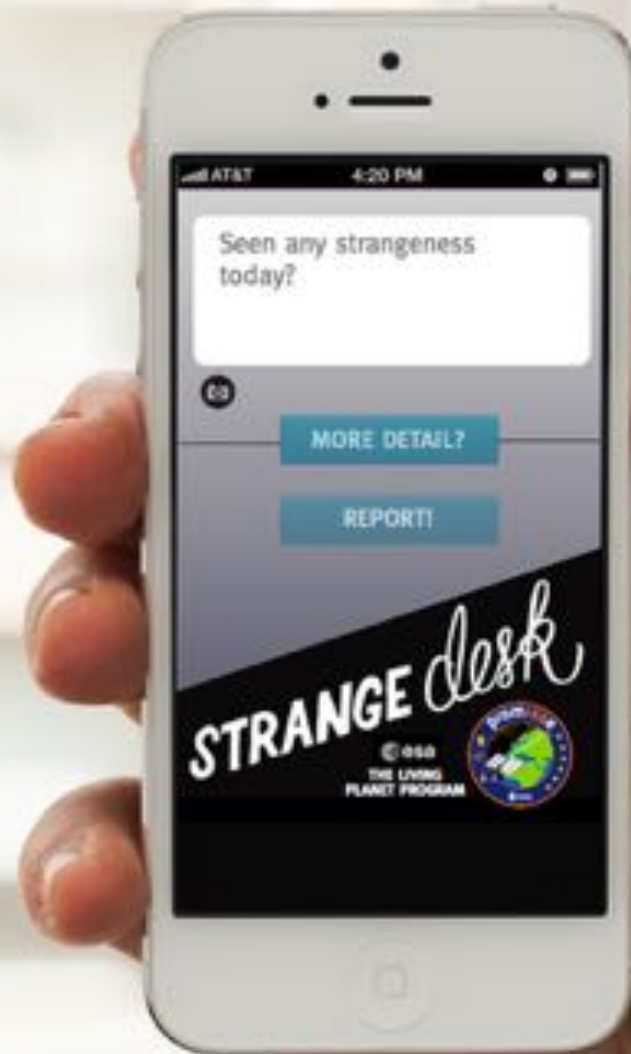 AT&T 4:20 PM
Seen any strangeness
today?
MORE DETAIL?
REPORT!
STRANGE desk
esa
THE LIVING
PLANET PROGRAM